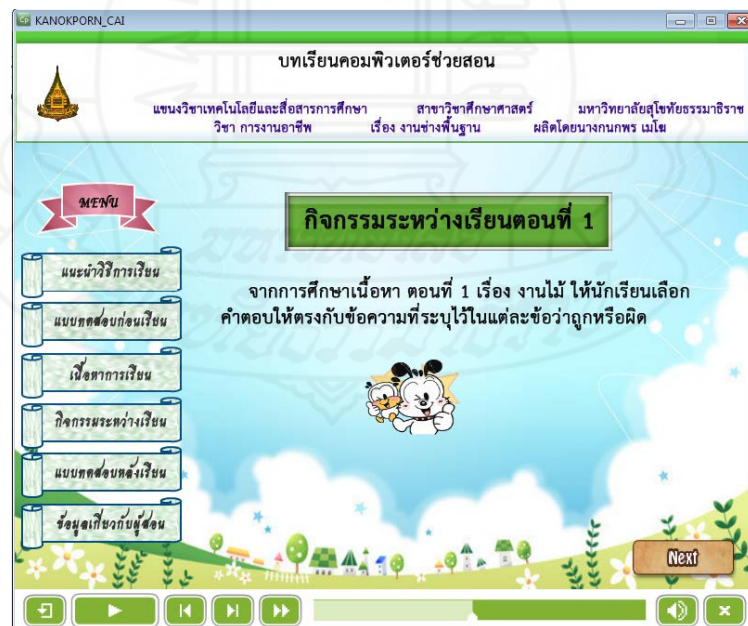 KANOKPORN_CAI
บทเรียนคอมพิวเตอร์ช่วยสอน
แขนงวิชาเทคโนโลยีและสื่อสารการศึกษา สาขาวิชาศึกษาศาสตร์ มหาวิทยาลัยสุโขทัยธรรมาธิราช
วิชา การงานอาชีพ เรื่อง งานช่างพื้นฐาน ผลิตโดยนางกนกพร เมโฆ
MENU
กิจกรรมระหว่างเรียนตอนที่ 1
แนะนำวิธีการเรียน
จากการศึกษาเนื้อหา ตอนที่ 1 เรื่อง งานไม้ ให้นักเรียนเลือก
คำตอบให้ตรงกับข้อความที่ระบุไว้ในแต่ละข้อว่าถูกหรือผิด
แบบทดสอบก่อนเรียน
เนื้อหาการเรียน
กิจกรรมระหว่างเรียน
แบบทดสอบหลังเรียน
ข้อมูลเกี่ยวกับผู้สอน
Next